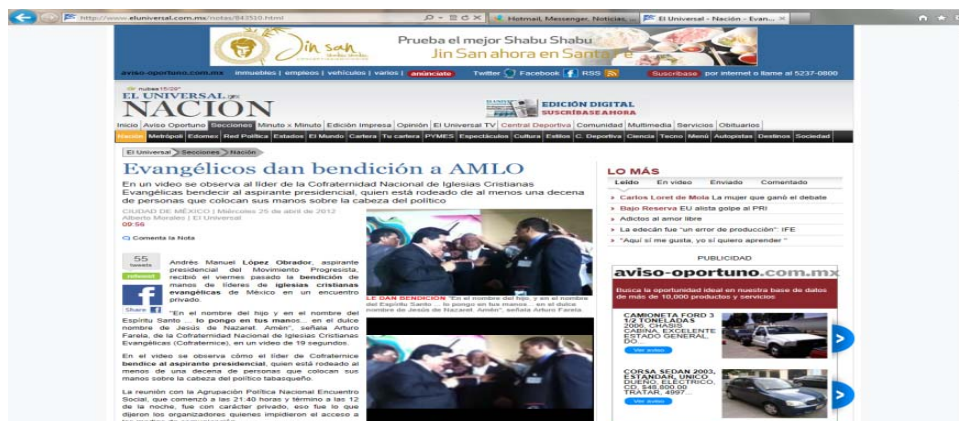 http://www.eluniversal.com.mx/notas/843510.html
Hotmail, Messenger, Noticias, ...
El Universal - Nación - Evan...
Jin san
Prueba el mejor Shabu Shabu
Jin San ahora en Santa Fe
aviso-oportuno.com.mx inmuebles | empleos | vehículos | varios | anúnciate
Twitter Facebook RSS
Suscríbase por internet o llame al 5237-0800
EL UNIVERSAL
NACION
EDICIÓN DIGITAL
SUSCRÍBASE AHORA
Inicio Aviso Oportuno Secciones Minuto x Minuto Edición Impresa Opinión El Universal TV Central Deportiva Comunidad Multimedia Servicios Obituarios
Nación Metrópoli Edomex Red Política Estados El Mundo Cartera Tu cartera PYMES Espectáculos Cultura Estilos C. Deportiva Ciencia Tecno Menú Autopistas Destinos Sociedad
El Universal Secciones Nación
Evangélicos dan bendición a AMLO
En un video se observa al líder de la Cofraternidad Nacional de Iglesias Cristianas
Evangélicas bendecir al aspirante presidencial, quien está rodeado de al menos una decena
de personas que colocan sus manos sobre la cabeza del político
CIUDAD DE MÉXICO | Miércoles 25 de abril de 2012
Alberto Morales | El Universal
09:56
Comenta la Nota
55
tweets
retweet
Share
Andrés Manuel López Obrador, aspirante
presidencial del Movimiento Progresista,
recibió el viernes pasado la bendición de
manos de líderes de iglesias cristianas
evangélicas de México en un encuentro
privado.
"En el nombre del hijo y en el nombre del
Espíritu Santo ... lo pongo en tus manos... en el dulce
nombre de Jesús de Nazaret. Amén", señala Arturo
Farela, de la Cofraternidad Nacional de Iglesias Cristianas
Evangélicas (Cofraternice), en un video de 19 segundos.
En el video se observa cómo el líder de Cofraternice
bendice al aspirante presidencial, quien está rodeado al
menos de una decena de personas que colocan sus
manos sobre la cabeza del político tabasqueño.
La reunión con la Agrupación Política Nacional Encuentro
Social, que comenzó a las 21:40 horas y término a las 12
de la noche, fue con carácter privado, eso fue lo que
dijeron los organizadores quienes impidieron el acceso a
LE DAN BENDICIÓN "En el nombre del hijo, y en el nombre
del Espíritu Santo ... lo pongo en tus manos... en el dulce
nombre de Jesús de Nazaret. Amén", señala Arturo Farela.
LO MÁS
Leído En video Enviado Comentado
Carlos Loret de Mola La mujer que ganó el debate
Bajo Reserva EU alista golpe al PRI
Adictos al amor libre
La edecán fue "un error de producción": IFE
"Aquí sí me gusta, yo sí quiero aprender "
PUBLICIDAD
aviso-oportuno.com.mx
Busca la oportunidad ideal en nuestra base de datos
de más de 10,000 productos y servicios
CAMIONETA FORD 3
1/2 TONELADAS
2006, CHASIS
CABINA, EXCELENTE
ESTADO GENERAL,
DO...
Ver aviso
CORSA SEDAN 2003,
ESTANDAR, UNICO
DUEÑO, ELÉCTRICO,
CD, $48,800.00
TRATAR, 4997...
Ver aviso